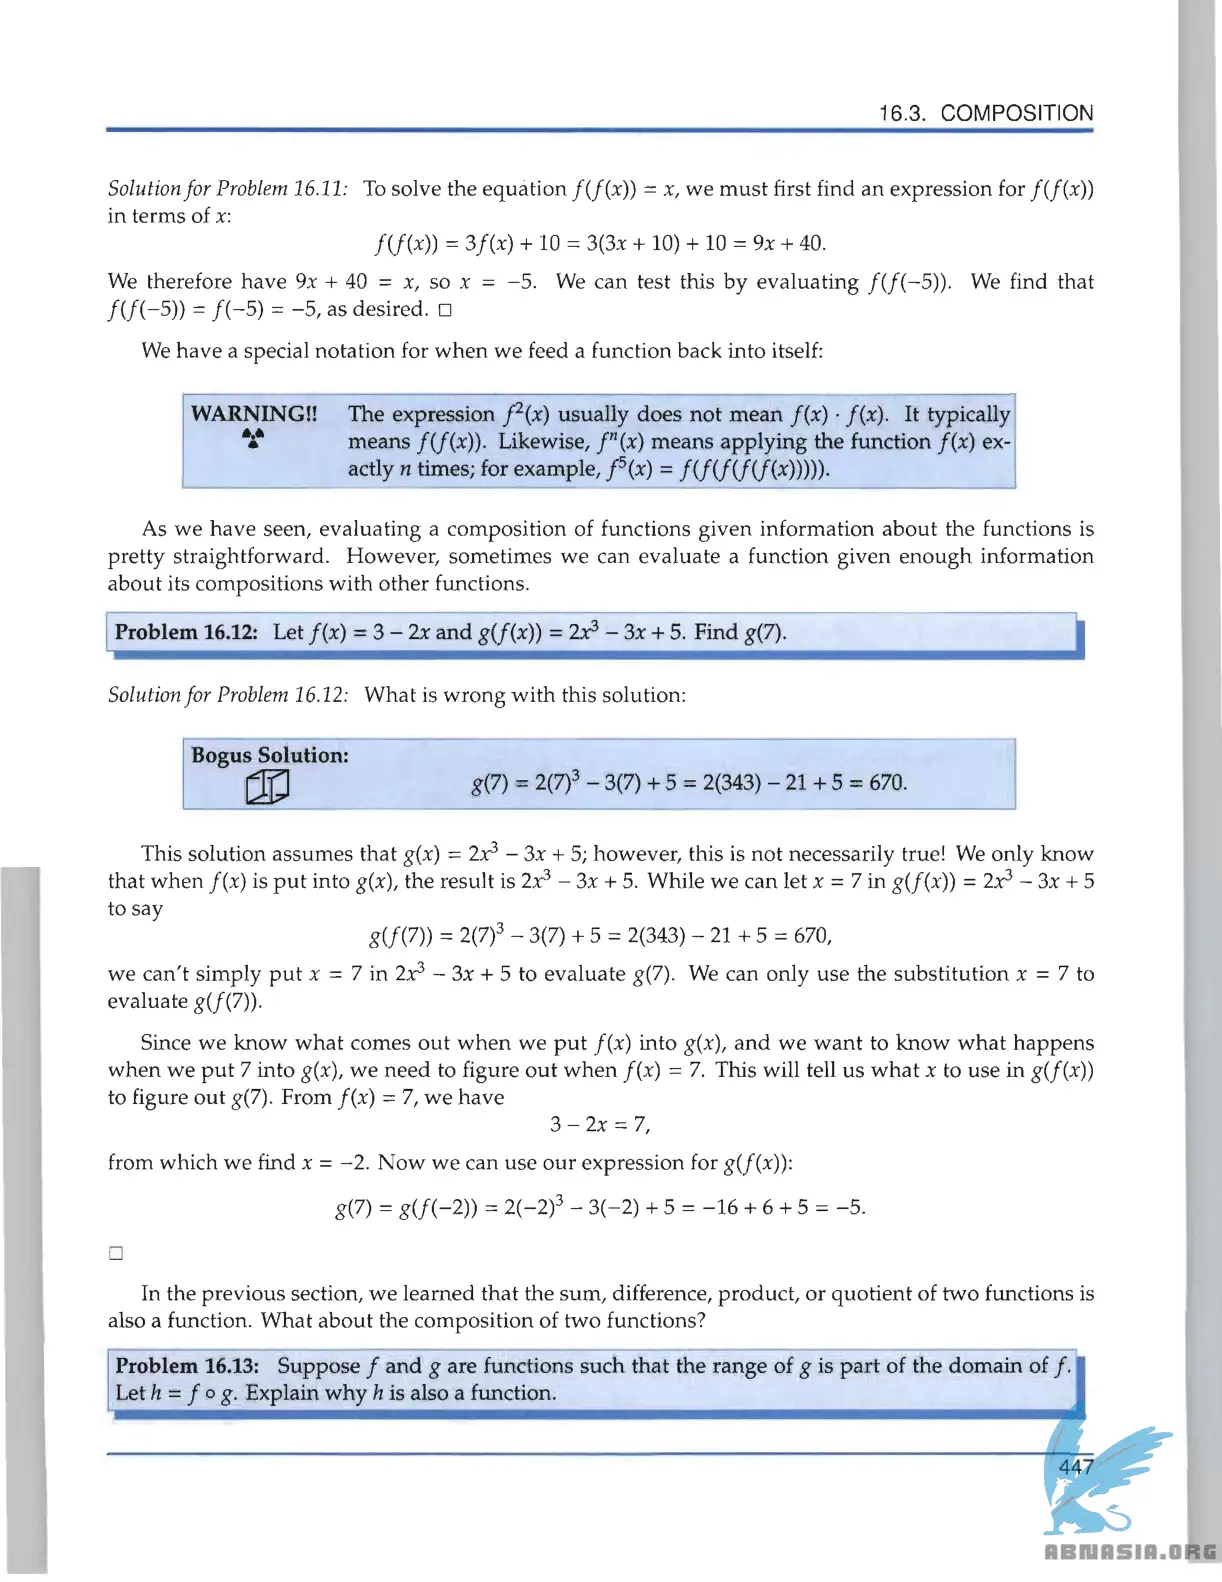 16.3. COMPOSITION
Solution for Problem 16.11: To solve the equation f(f(x)) = x, we must first find an expression for f(f(x))
in terms of x:
f(f(x)) = 3f(x) + 10 = 3(3x + 10) + 10 = 9x + 40.
We therefore have 9x + 40 = x, so x = −5. We can test this by evaluating f(f(−5)). We find that
f(f(−5)) = f(−5) = −5, as desired. □
We have a special notation for when we feed a function back into itself:
WARNING!! The expression f²(x) usually does not mean f(x) · f(x). It typically
means f(f(x)). Likewise, fⁿ(x) means applying the function f(x) ex-
actly n times; for example, f⁵(x) = f(f(f(f(f(x))))).
As we have seen, evaluating a composition of functions given information about the functions is
pretty straightforward. However, sometimes we can evaluate a function given enough information
about its compositions with other functions.
Problem 16.12: Let f(x) = 3 − 2x and g(f(x)) = 2x³ − 3x + 5. Find g(7).
Solution for Problem 16.12: What is wrong with this solution:
Bogus Solution:
g(7) = 2(7)³ − 3(7) + 5 = 2(343) − 21 + 5 = 670.
This solution assumes that g(x) = 2x³ − 3x + 5; however, this is not necessarily true! We only know
that when f(x) is put into g(x), the result is 2x³ − 3x + 5. While we can let x = 7 in g(f(x)) = 2x³ − 3x + 5
to say
g(f(7)) = 2(7)³ − 3(7) + 5 = 2(343) − 21 + 5 = 670,
we can't simply put x = 7 in 2x³ − 3x + 5 to evaluate g(7). We can only use the substitution x = 7 to
evaluate g(f(7)).
Since we know what comes out when we put f(x) into g(x), and we want to know what happens
when we put 7 into g(x), we need to figure out when f(x) = 7. This will tell us what x to use in g(f(x))
to figure out g(7). From f(x) = 7, we have
3 − 2x = 7,
from which we find x = −2. Now we can use our expression for g(f(x)):
g(7) = g(f(−2)) = 2(−2)³ − 3(−2) + 5 = −16 + 6 + 5 = −5.
□
In the previous section, we learned that the sum, difference, product, or quotient of two functions is
also a function. What about the composition of two functions?
Problem 16.13: Suppose f and g are functions such that the range of g is part of the domain of f.
Let h = f ∘ g. Explain why h is also a function.
447
ABNASIA.ORG